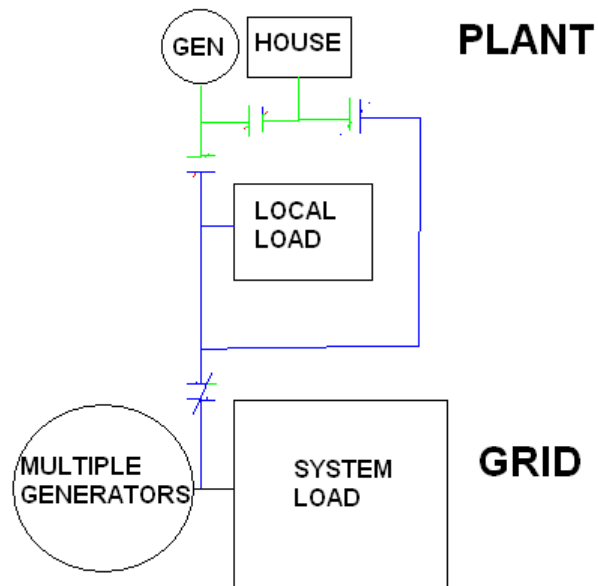 GEN
HOUSE
PLANT
LOCAL
LOAD
MULTIPLE
GENERATORS
SYSTEM
LOAD
GRID